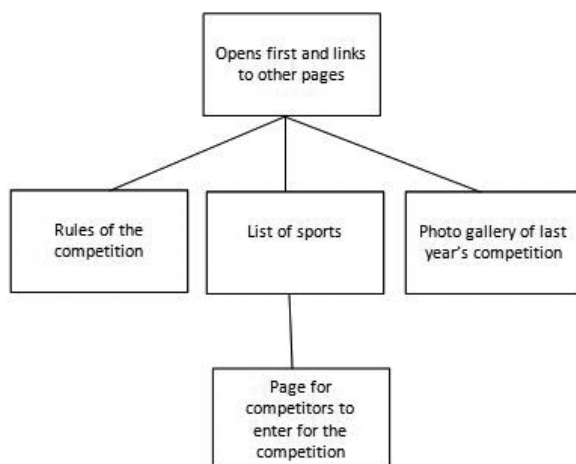 Opens first and links
to other pages
Rules of the
competition
List of sports
Photo gallery of last
year's competition
Page for
competitors to
enter for the
competition